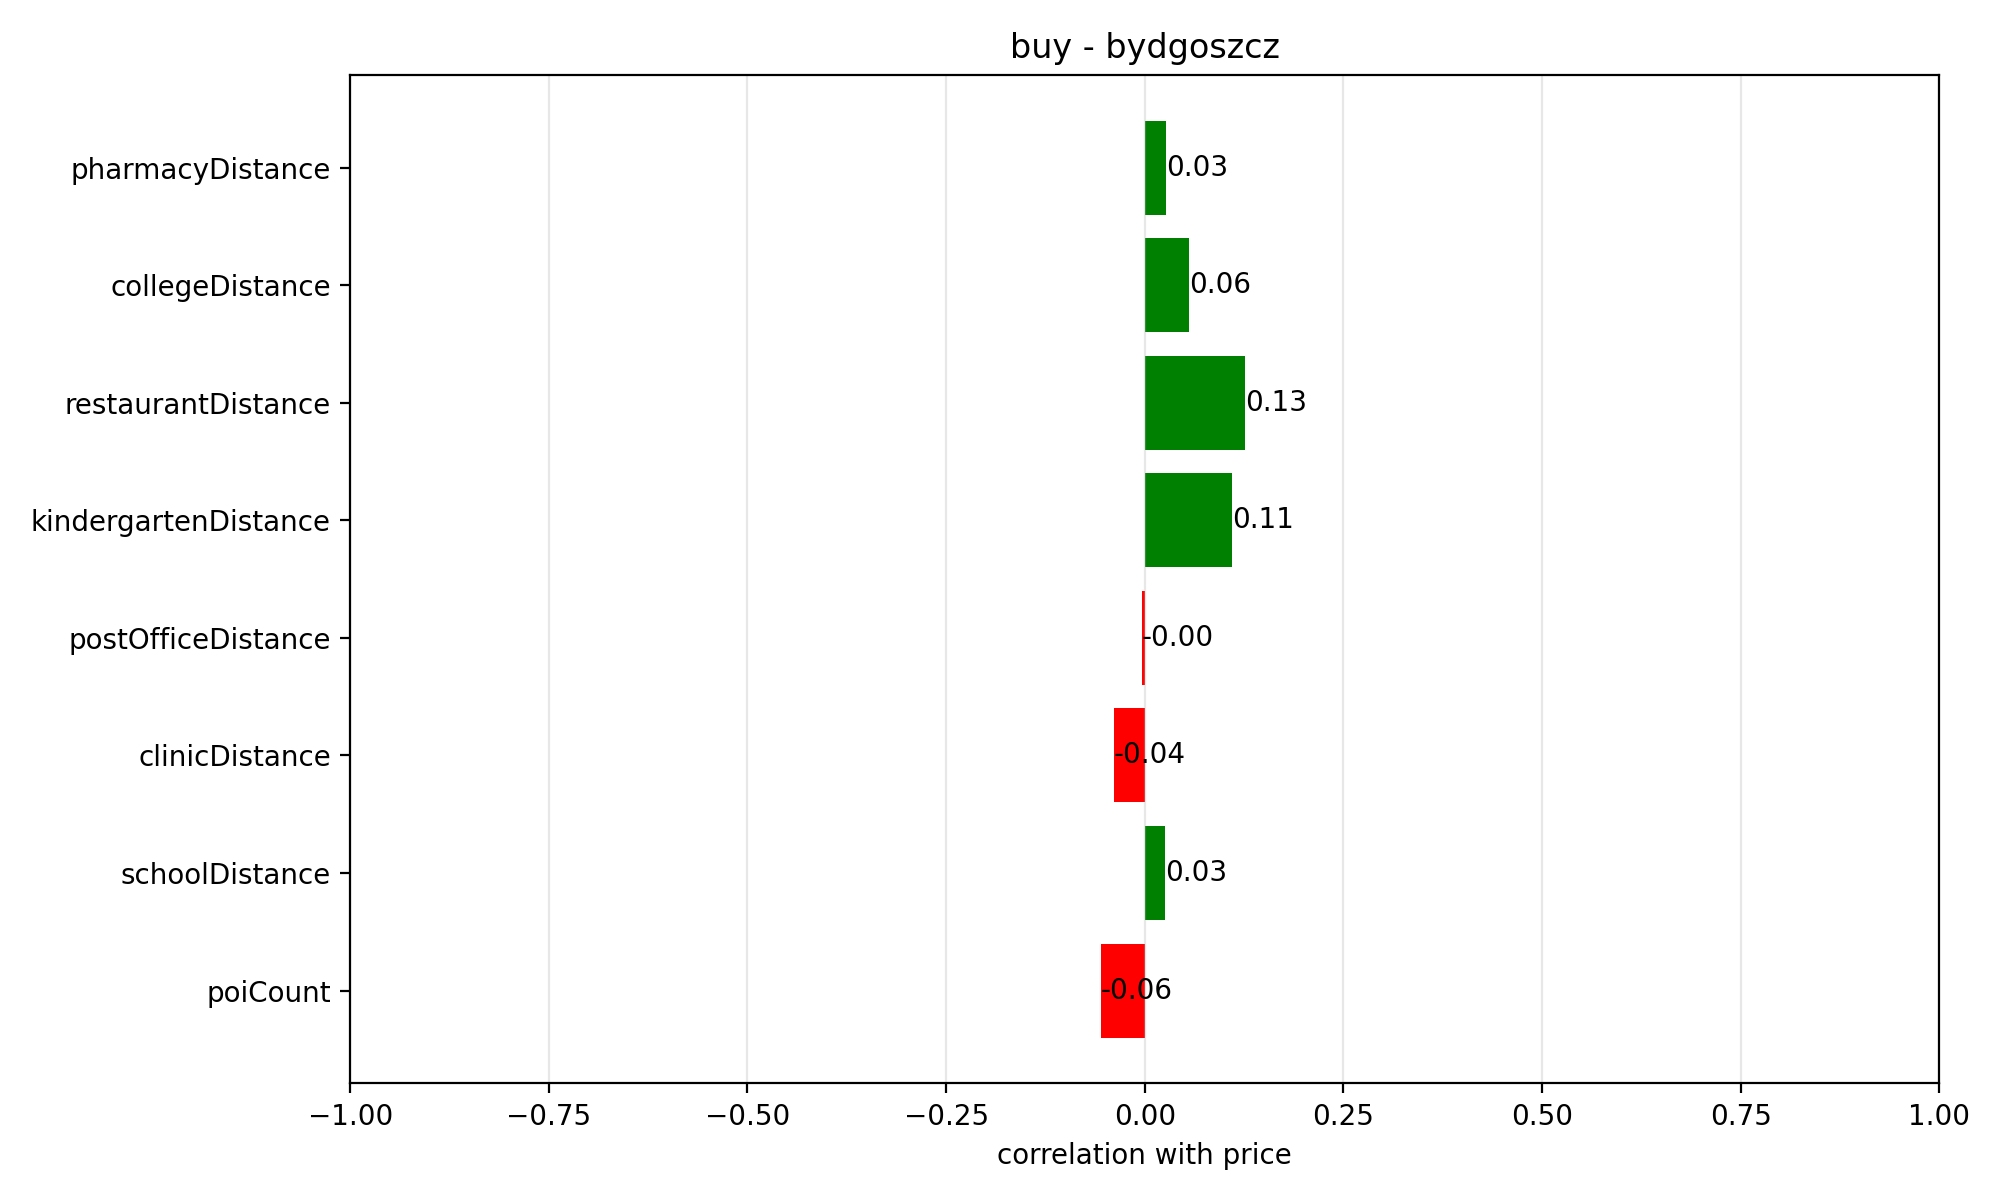 buy - bydgoszcz
pharmacyDistance
0.03
collegeDistance
0.06
restaurantDistance
0.13
kindergartenDistance
0.11
postOfficeDistance
-0.00
clinicDistance
-0.04
schoolDistance
0.03
poiCount
-0.06
−1.00 −0.75 −0.50 −0.25 0.00 0.25 0.50 0.75 1.00
correlation with price